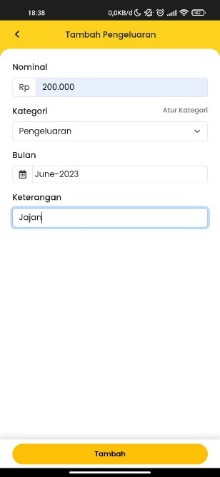 18:38
0,0KB/d
Tambah Pengeluaran
Nominal
Rp 200.000
Kategori Atur Kategori
Pengeluaran
Bulan
June-2023
Keterangan
Jajan
Tambah